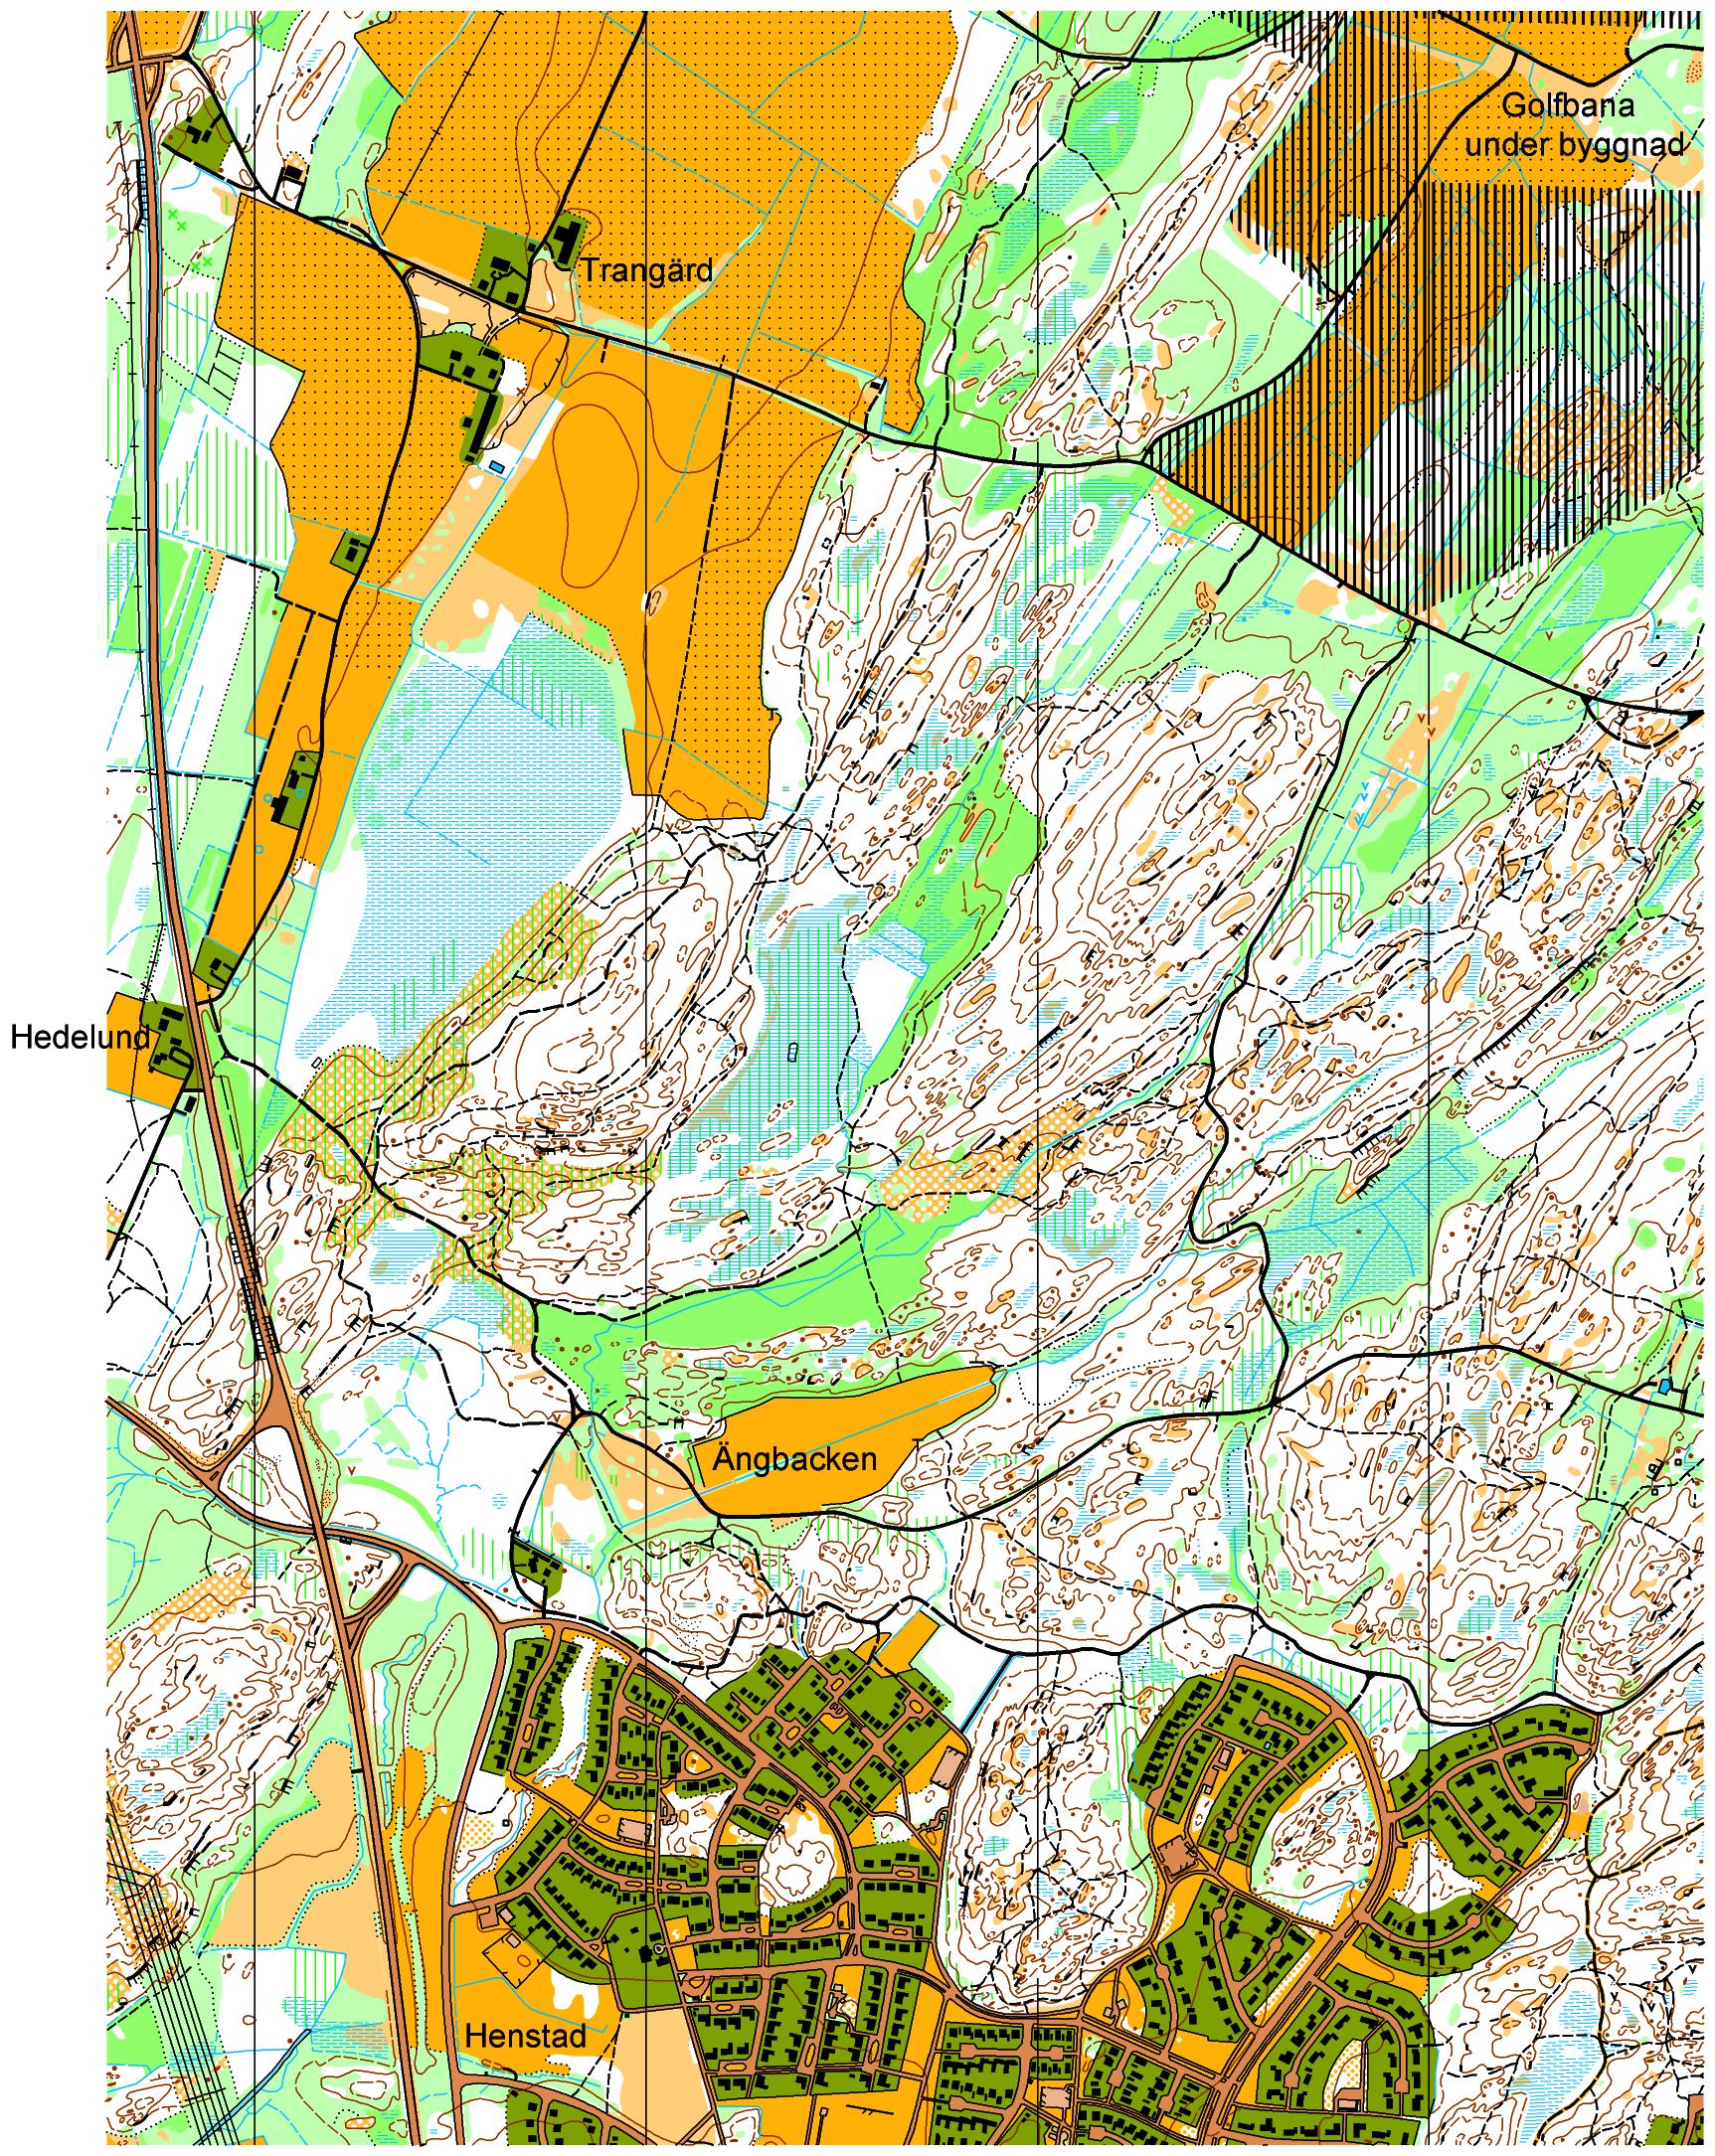 Golfbana
under byggnad
Trangärd
Hedelund
Ängbacken
Henstad